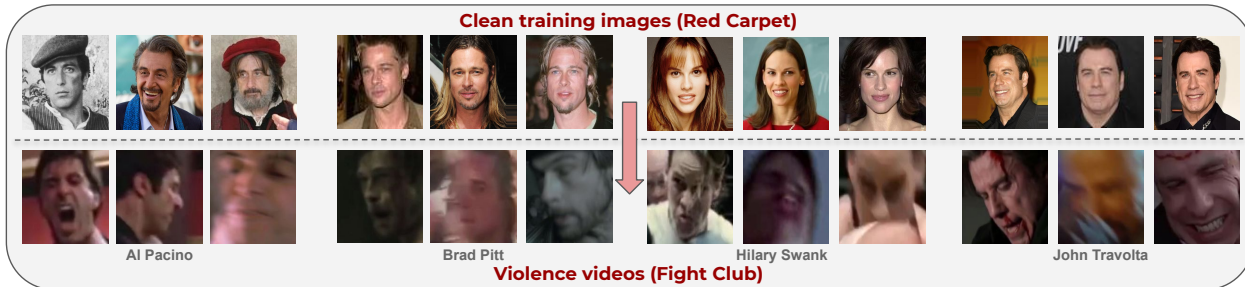 Clean training images (Red Carpet)
Al Pacino
Brad Pitt
Hilary Swank
John Travolta
Violence videos (Fight Club)